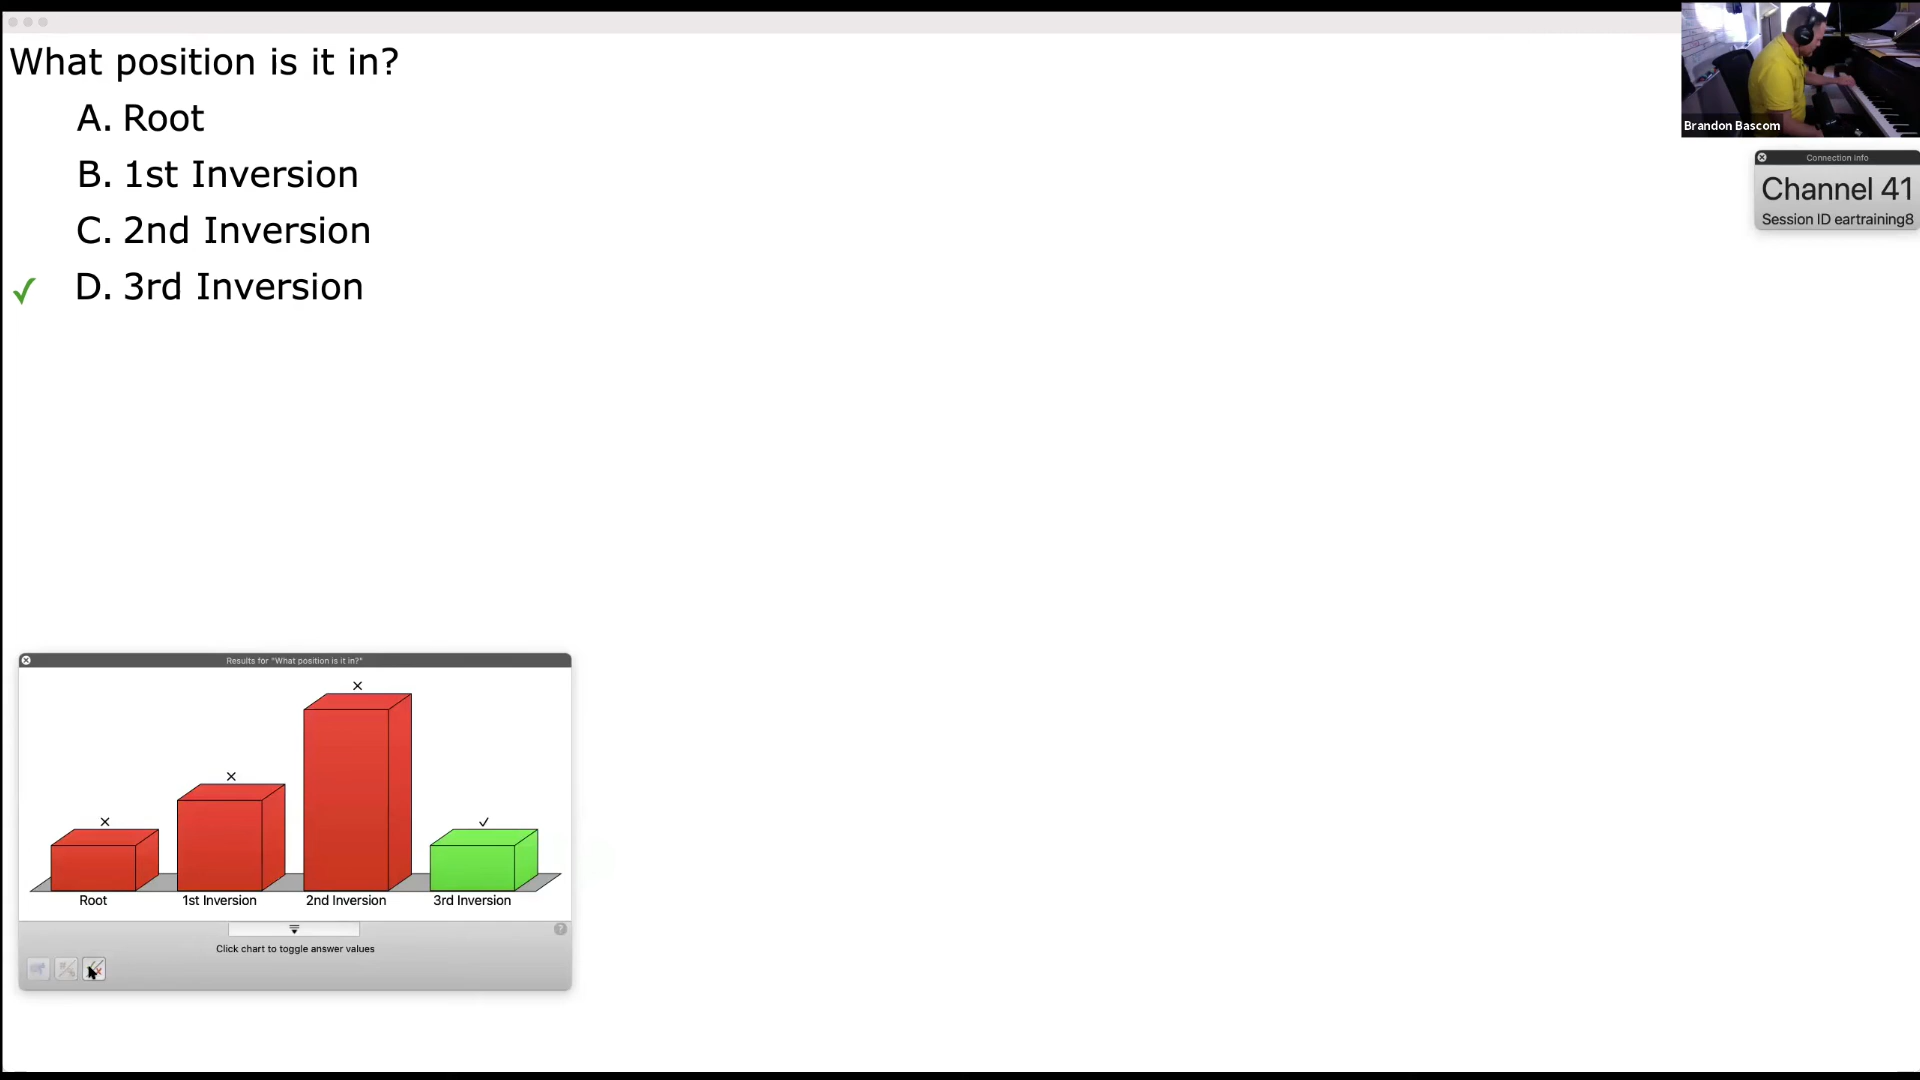 What position is it in?
A. Root
B. 1st Inversion
C. 2nd Inversion
✓ D. 3rd Inversion
Brandon Bascom
Connection Info
Channel 41
Session ID eartraining8
Results for "What position is it in?"
Root 1st Inversion 2nd Inversion 3rd Inversion
Click chart to toggle answer values